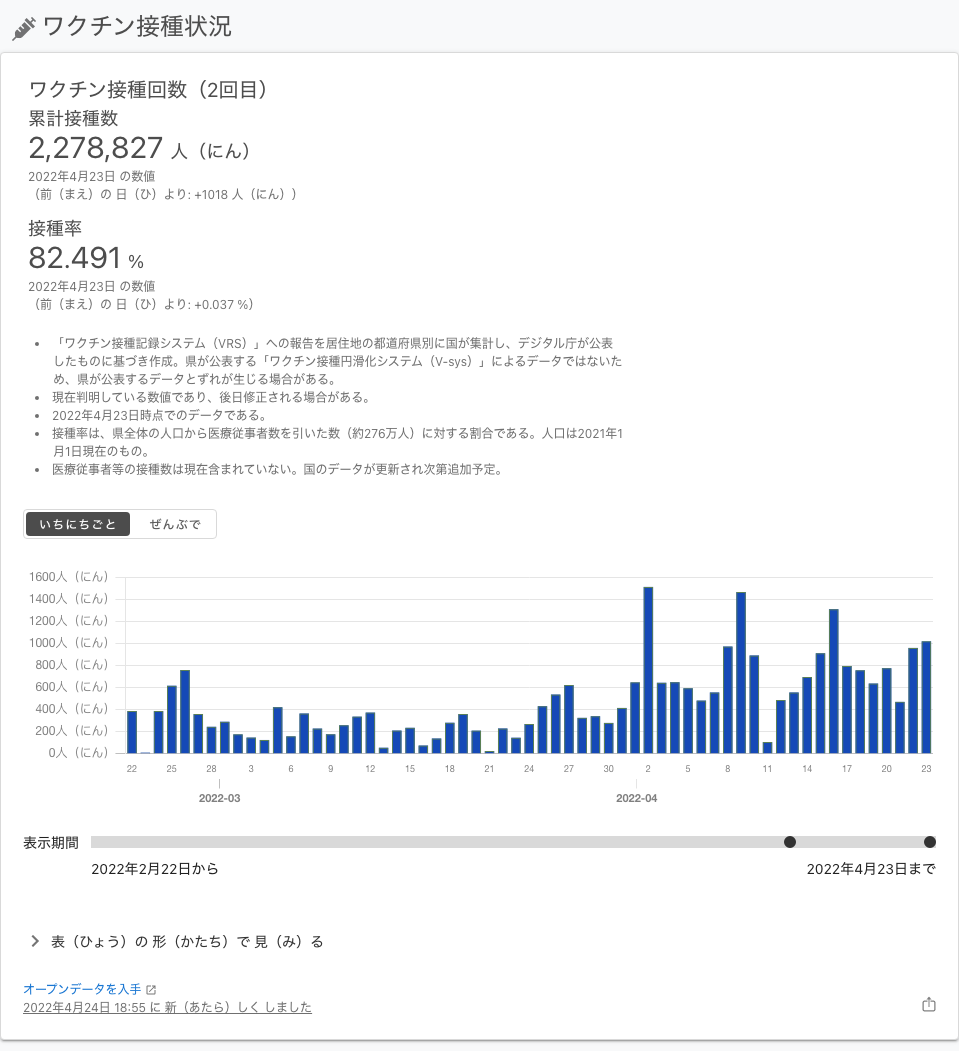 ワクチン接種状況
ワクチン接種回数（2回目）
累計接種数
2,278,827 人（にん）
2022年4月23日 の数値
（前（まえ）の 日（ひ）より: +1018 人（にん））
接種率
82.491 %
2022年4月23日 の数値
（前（まえ）の 日（ひ）より: +0.037 %）
• 「ワクチン接種記録システム（VRS）」への報告を居住地の都道府県別に国が集計し、デジタル庁が公表
したものに基づき作成。県が公表する「ワクチン接種円滑化システム（V-sys）」によるデータではないた
め、県が公表するデータとずれが生じる場合がある。
• 現在判明している数値であり、後日修正される場合がある。
• 2022年4月23日時点でのデータである。
• 接種率は、県全体の人口から医療従事者数を引いた数（約276万人）に対する割合である。人口は2021年1
月1日現在のもの。
• 医療従事者等の接種数は現在含まれていない。国のデータが更新され次第追加予定。
いちにちごと ぜんぶで
1600人（にん）
1400人（にん）
1200人（にん）
1000人（にん）
800人（にん）
600人（にん）
400人（にん）
200人（にん）
0人（にん）
22 25 28 3 6 9 12 15 18 21 24 27 30 2 5 8 11 14 17 20 23
2022-03 2022-04
表示期間
2022年2月22日から 2022年4月23日まで
表（ひょう）の 形（かたち）で 見（み）る
オープンデータを入手
2022年4月24日 18:55 に 新（あたら）しく しました